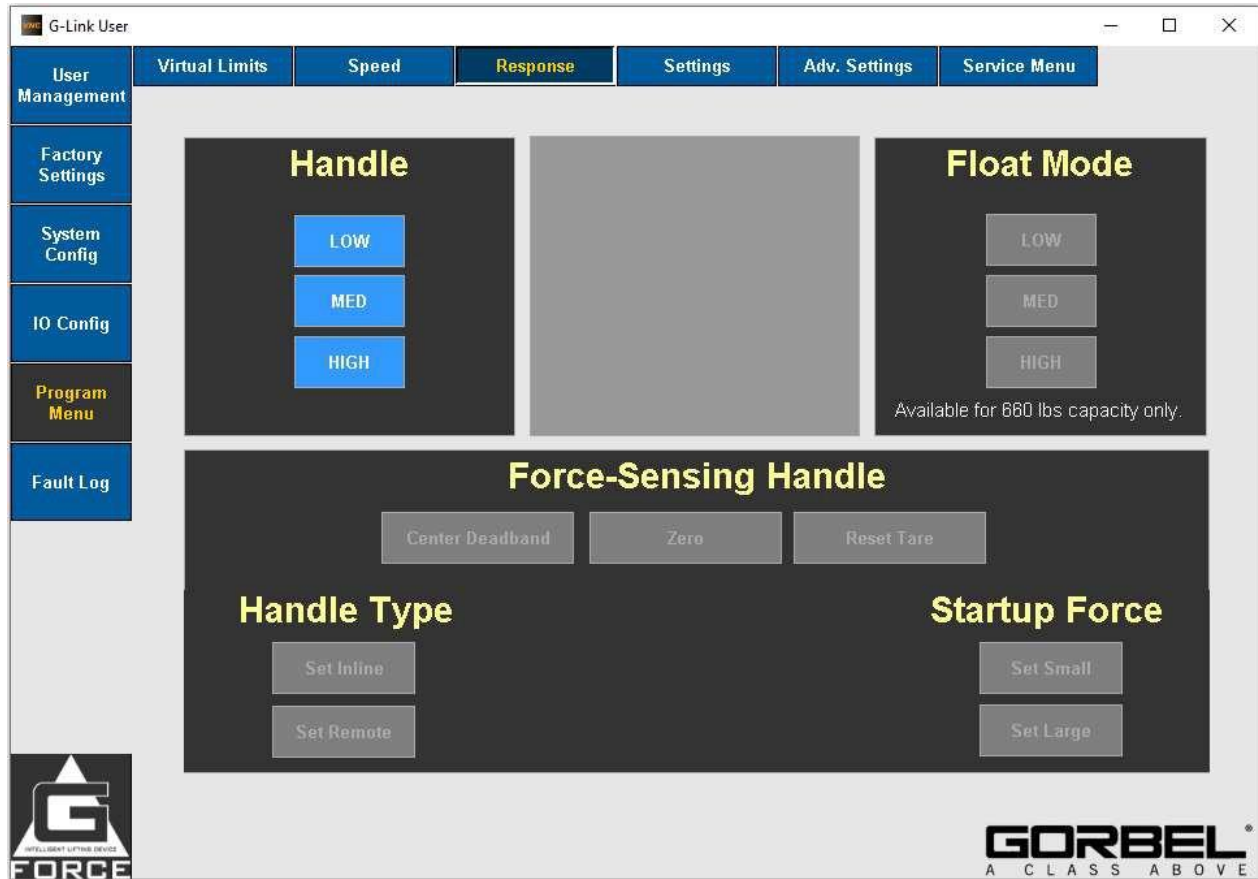 G-Link User
User
Management
Virtual Limits
Speed
Response
Settings
Adv. Settings
Service Menu
Factory
Settings
System
Config
IO Config
Program
Menu
Fault Log
Handle
LOW
MED
HIGH
Float Mode
LOW
MED
HIGH
Available for 660 lbs capacity only.
Force-Sensing Handle
Center Deadband
Zero
Reset Tare
Handle Type
Set Inline
Set Remote
Startup Force
Set Small
Set Large
G
INTELLIGENT LIFTING DEVICE
FORCE
GORBEL
A CLASS ABOVE